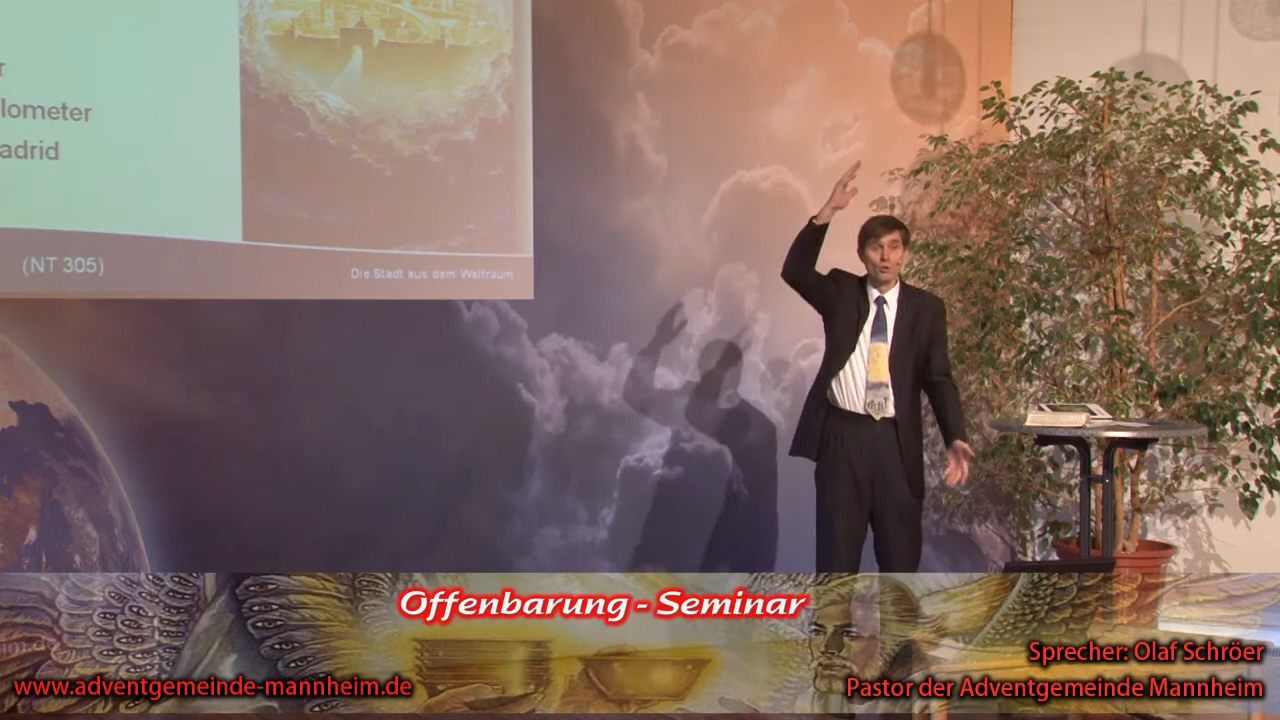 r
lometer
adrid
(NT 305)
Die Stadt aus dem Weltraum
Offenbarung - Seminar
Sprecher: Olaf Schröer
www.adventgemeinde-mannheim.de
Pastor der Adventgemeinde Mannheim